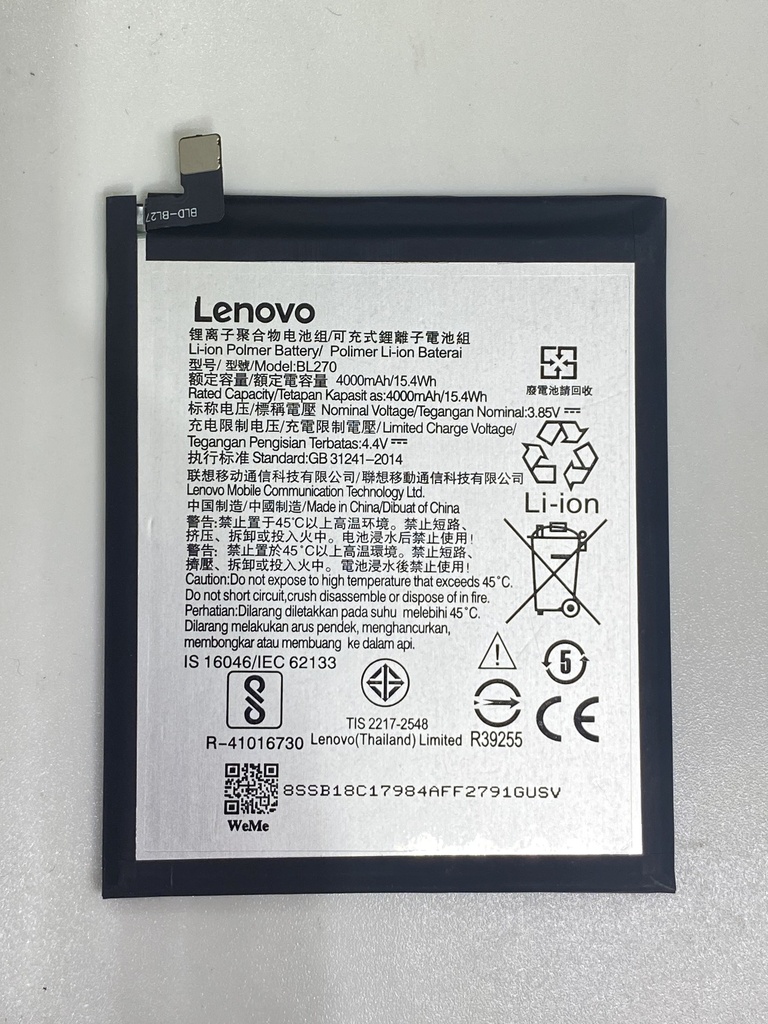 BLD-BL27
Lenovo
锂离子聚合物电池组/可充式鋰離子電池組
Li-ion Polmer Battery/ Polimer Li-ion Baterai
型号/ 型號/Model:BL270
额定容量/額定電容量 4000mAh/15.4Wh
Rated Capacity/Tetapan Kapasit as:4000mAh/15.4Wh
标称电压/標稱電壓 Nominal Voltage/Tegangan Nominal:3.85V
充电限制电压/充電限制電壓/Limited Charge Voltage/
Tegangan Pengisian Terbatas:4.4V
执行标准 Standard:GB 31241-2014
联想移动通信科技有限公司/聯想移動通信科技有限公司
Lenovo Mobile Communication Technology Ltd.
中国制造/中國制造/Made in China/Dibuat of China
警告:禁止置于45°C以上高温环境。禁止短路、
挤压、拆卸或投入火中。电池浸水后禁止使用!
警告: 禁止置於45°C以上高溫環境。禁止短路、
擠壓、拆卸或投入火中。電池浸水後禁止使用!
Caution:Do not expose to high temperature that exceeds 45°C.
Do not short circuit,crush disassemble or dispose of in fire.
Perhatian:Dilarang diletakkan pada suhu melebihi 45°C.
Dilarang melakukan arus pendek, menghancurkan,
membongkar atau membuang ke dalam api.
廢電池請回收
Li-ion
IS 16046/IEC 62133
R-41016730
TIS 2217-2548
Lenovo(Thailand) Limited
R39255
5
CE
8SSB18C17984AFF2791GUSV
WeMe